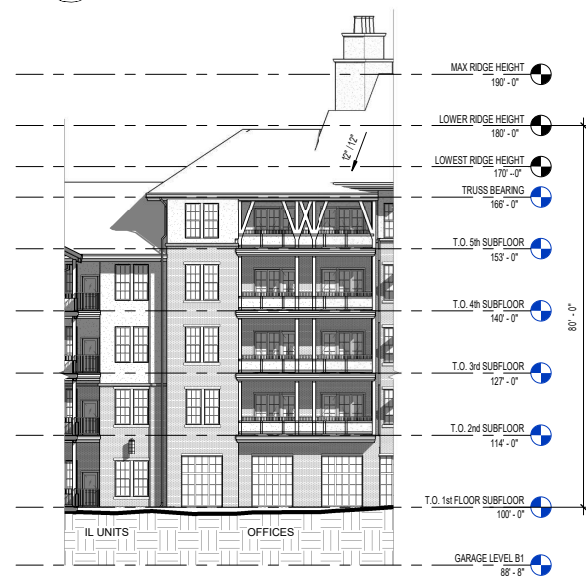 MAX RIDGE HEIGHT
190' - 0"
LOWER RIDGE HEIGHT
180' - 0"
12" / 12"
LOWEST RIDGE HEIGHT
170' - 0"
TRUSS BEARING
166' - 0"
T.O. 5th SUBFLOOR
153' - 0"
T.O. 4th SUBFLOOR
140' - 0"
80' - 0"
T.O. 3rd SUBFLOOR
127' - 0"
T.O. 2nd SUBFLOOR
114' - 0"
T.O. 1st FLOOR SUBFLOOR
100' - 0"
IL UNITS OFFICES
GARAGE LEVEL B1
88' - 8"